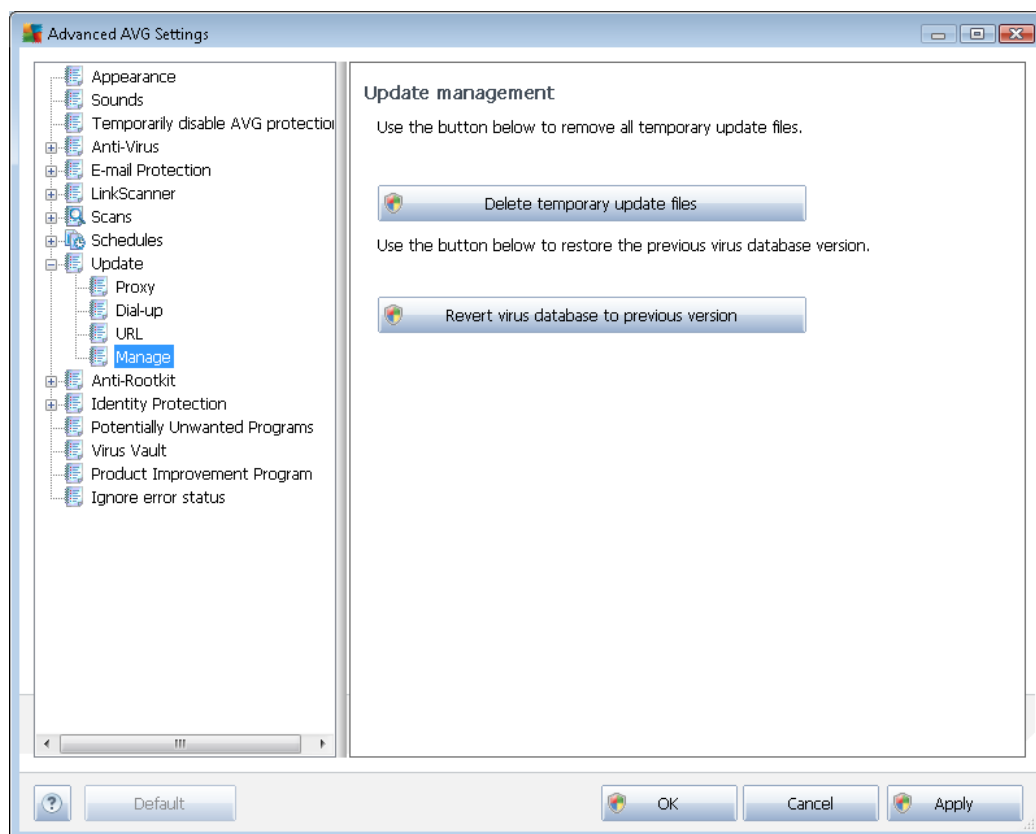 Advanced AVG Settings
Appearance
Sounds
Temporarily disable AVG protection
Anti-Virus
E-mail Protection
LinkScanner
Scans
Schedules
Update
Proxy
Dial-up
URL
Manage
Anti-Rootkit
Identity Protection
Potentially Unwanted Programs
Virus Vault
Product Improvement Program
Ignore error status
Update management
Use the button below to remove all temporary update files.
Delete temporary update files
Use the button below to restore the previous virus database version.
Revert virus database to previous version
?
Default
OK
Cancel
Apply